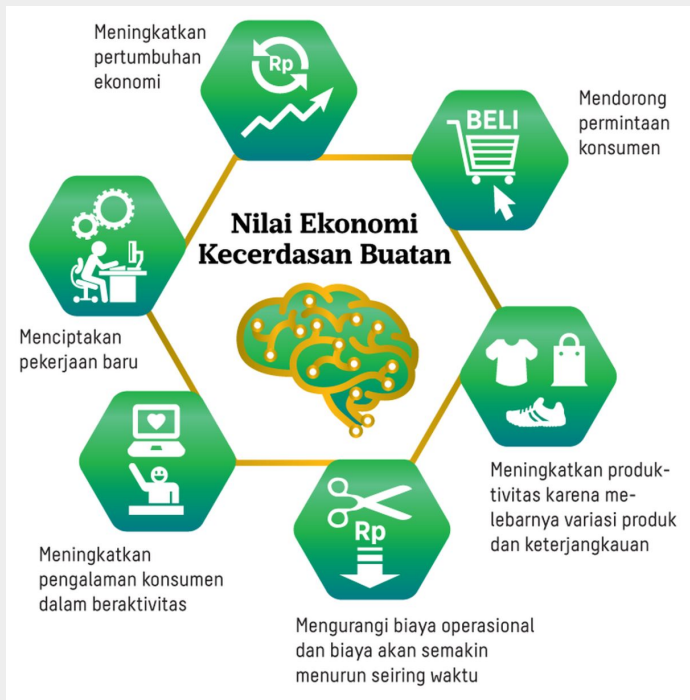 Meningkatkan
pertumbuhan
ekonomi
Rp
BELI
Mendorong
permintaan
konsumen
Nilai Ekonomi
Kecerdasan Buatan
Menciptakan
pekerjaan baru
Meningkatkan produk-
tivitas karena me-
lebarnya variasi produk
dan keterjangkauan
Rp
Meningkatkan
pengalaman konsumen
dalam beraktivitas
Mengurangi biaya operasional
dan biaya akan semakin
menurun seiring waktu